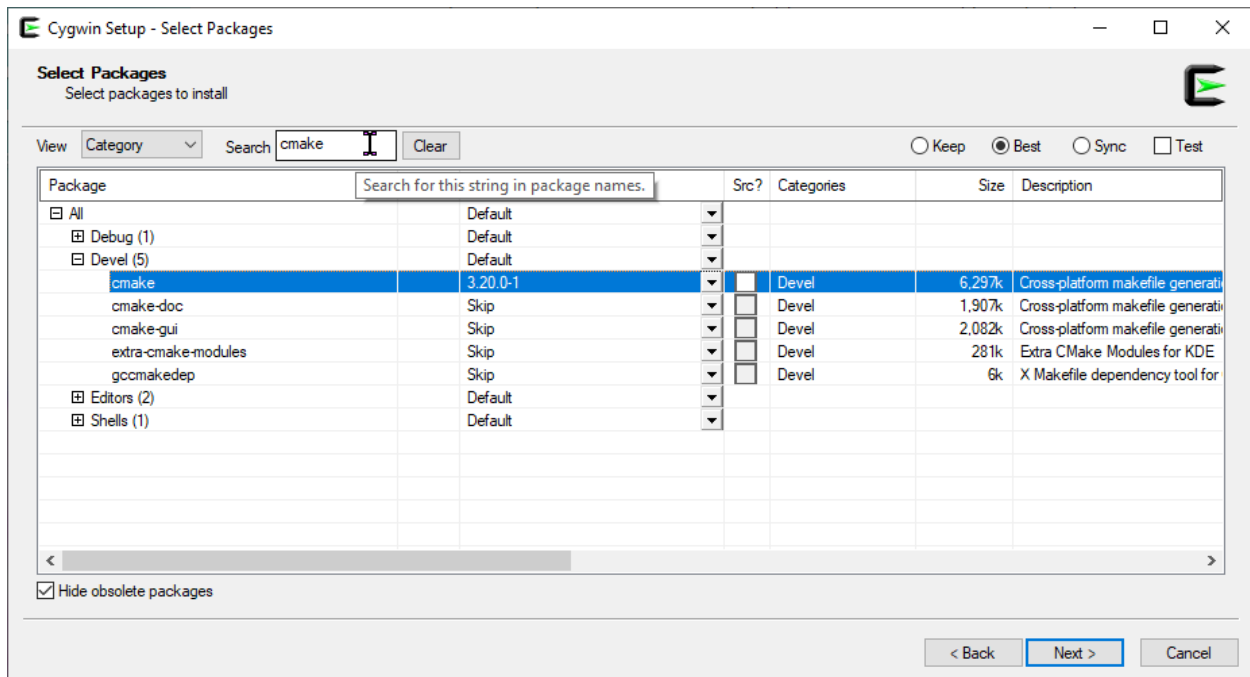 Cygwin Setup - Select Packages
Select Packages
Select packages to install
View Category Search cmake Clear Keep Best Sync Test
Package Search for this string in package names. Src? Categories Size Description
All Default
Debug (1) Default
Devel (5) Default
cmake 3.20.0-1 Devel 6,297k Cross-platform makefile generati
cmake-doc Skip Devel 1,907k Cross-platform makefile generati
cmake-gui Skip Devel 2,082k Cross-platform makefile generati
extra-cmake-modules Skip Devel 281k Extra CMake Modules for KDE
gccmakedep Skip Devel 6k X Makefile dependency tool for
Editors (2) Default
Shells (1) Default
Hide obsolete packages
< Back Next > Cancel